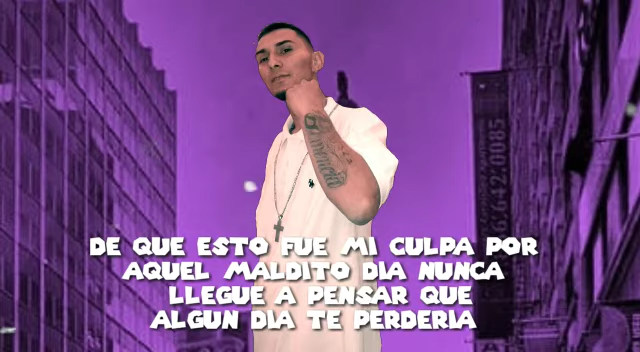 DE QUE ESTO FUE MI CULPA POR
AQUEL MALDITO DIA NUNCA
LLEGUE A PENSAR QUE
ALGUN DIA TE PERDERIA